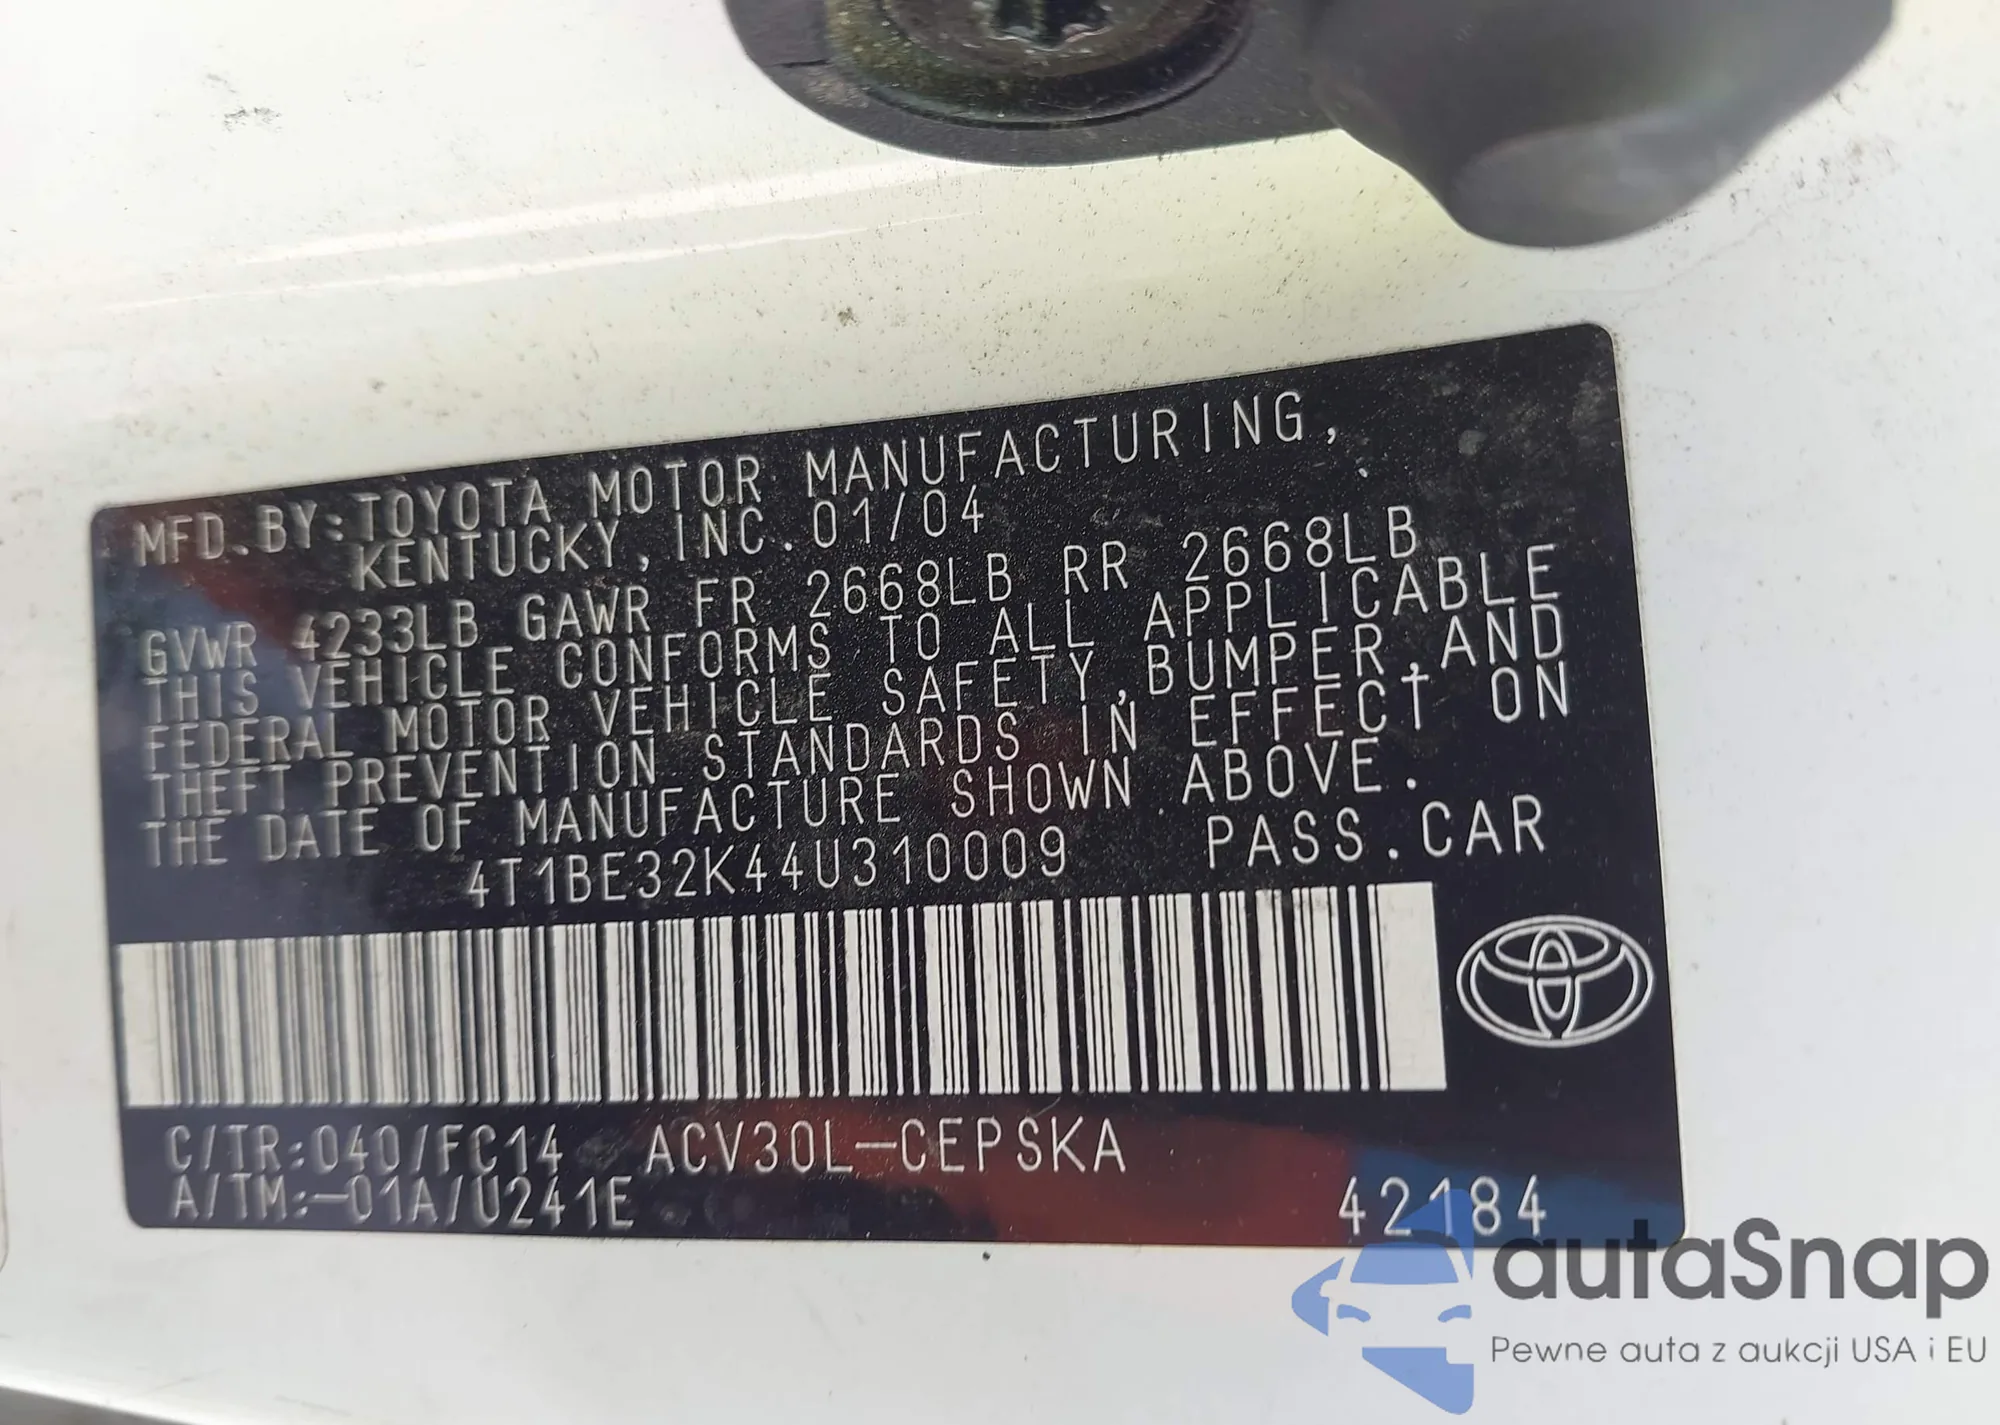 MFD.BY:TOYOTA MOTOR MANUFACTURING,
KENTUCKY,INC.01/04
GVWR 4233LB GAWR FR 2668LB RR 2668LB
THIS VEHICLE CONFORMS TO ALL APPLICABLE
FEDERAL MOTOR VEHICLE SAFETY,BUMPER,AND
THEFT PREVENTION STANDARDS IN EFFECT ON
THE DATE OF MANUFACTURE SHOWN ABOVE.
4T1BE32K44U310009 PASS.CAR
C/TR:040/FC14 ACV30L-CEPSKA
A/TM:-01A/U241E 42184
autaSnap
Pewne auta z aukcji USA i EU